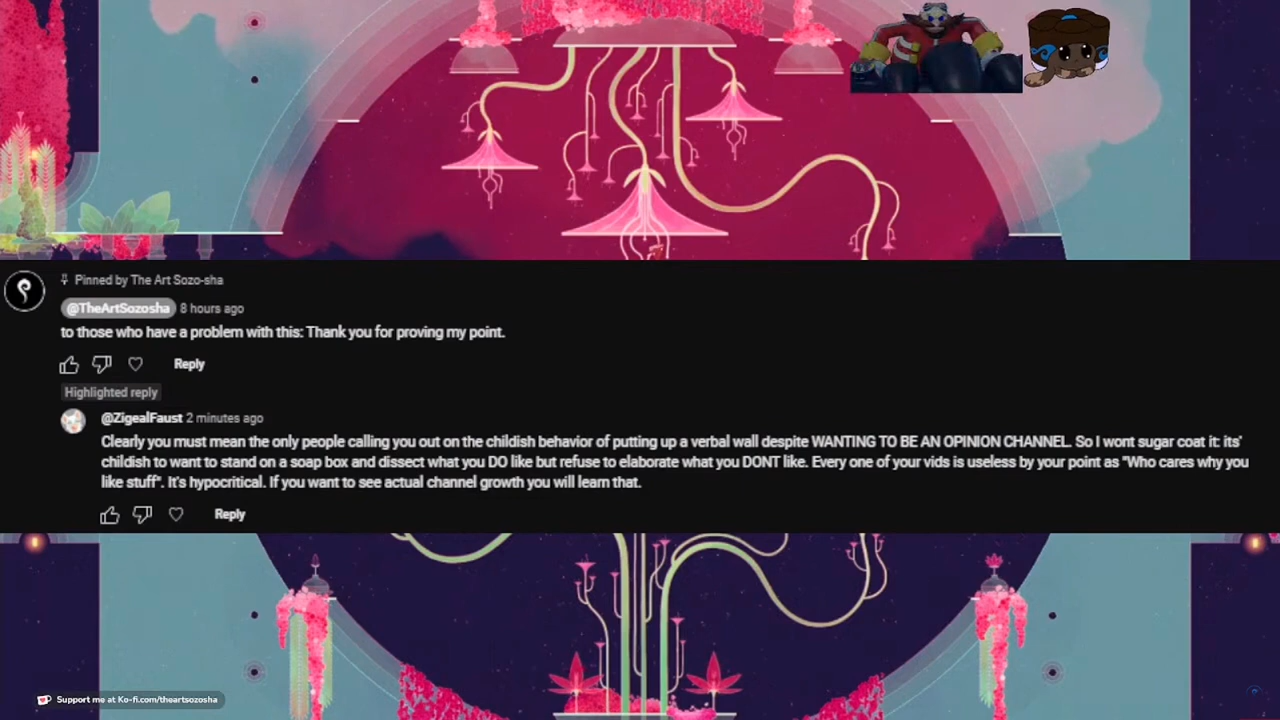 Pinned by The Art Sozo-sha
@TheArtSozosha 8 hours ago
to those who have a problem with this: Thank you for proving my point.
Reply
Highlighted reply
@ZigealFaust 2 minutes ago
Clearly you must mean the only people calling you out on the childish behavior of putting up a verbal wall despite WANTING TO BE AN OPINION CHANNEL. So I wont sugar coat it: its'
childish to want to stand on a soap box and dissect what you DO like but refuse to elaborate what you DONT like. Every one of your vids is useless by your point as "Who cares why you
like stuff". It's hypocritical. If you want to see actual channel growth you will learn that.
Reply
Support me at Ko-fi.com/theartsozosha